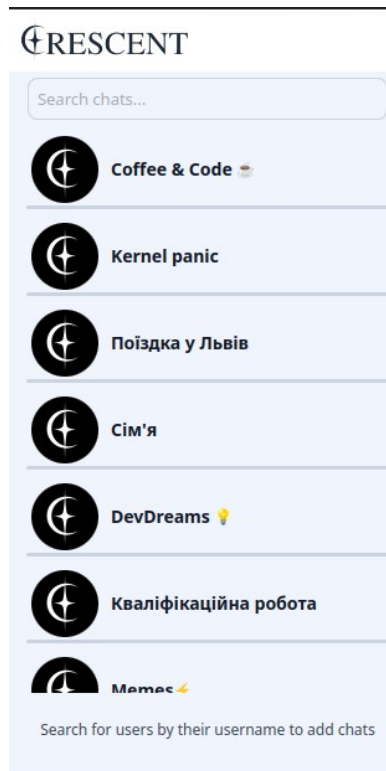 CRESCENT
Search chats...
Coffee & Code ☕
Kernel panic
Поїздка у Львів
Сім'я
DevDreams 💡
Кваліфікаційна робота
Memes⚡
Search for users by their username to add chats